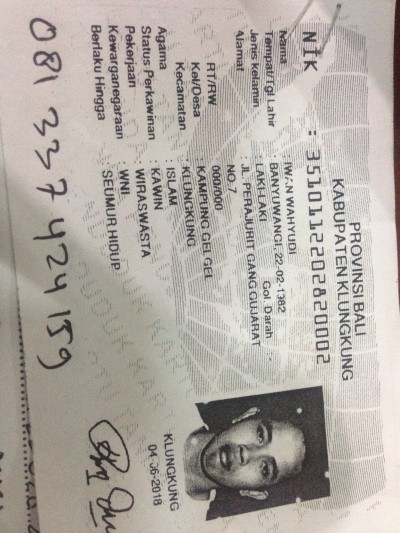 PROVINSI BALI
KABUPATEN KLUNGKUNG
NIK : 3510112202820002
Nama : IWAN WAHYUDI
Tempat/Tgl Lahir : BANYUWANGI, 22-02-1982
Jenis Kelamin : LAKI-LAKI Gol. Darah : -
Alamat : JL. PERAJURIT GANG GUJARAT
NO.7
RT/RW : 000/000
Kel/Desa : KAMPUNG GELGEL
Kecamatan : KLUNGKUNG
Agama : ISLAM
Status Perkawinan : KAWIN
Pekerjaan : WIRASWASTA
Kewarganegaraan : WNI
Berlaku Hingga : SEUMUR HIDUP
KLUNGKUNG
04-06-2018
081 337 424 159